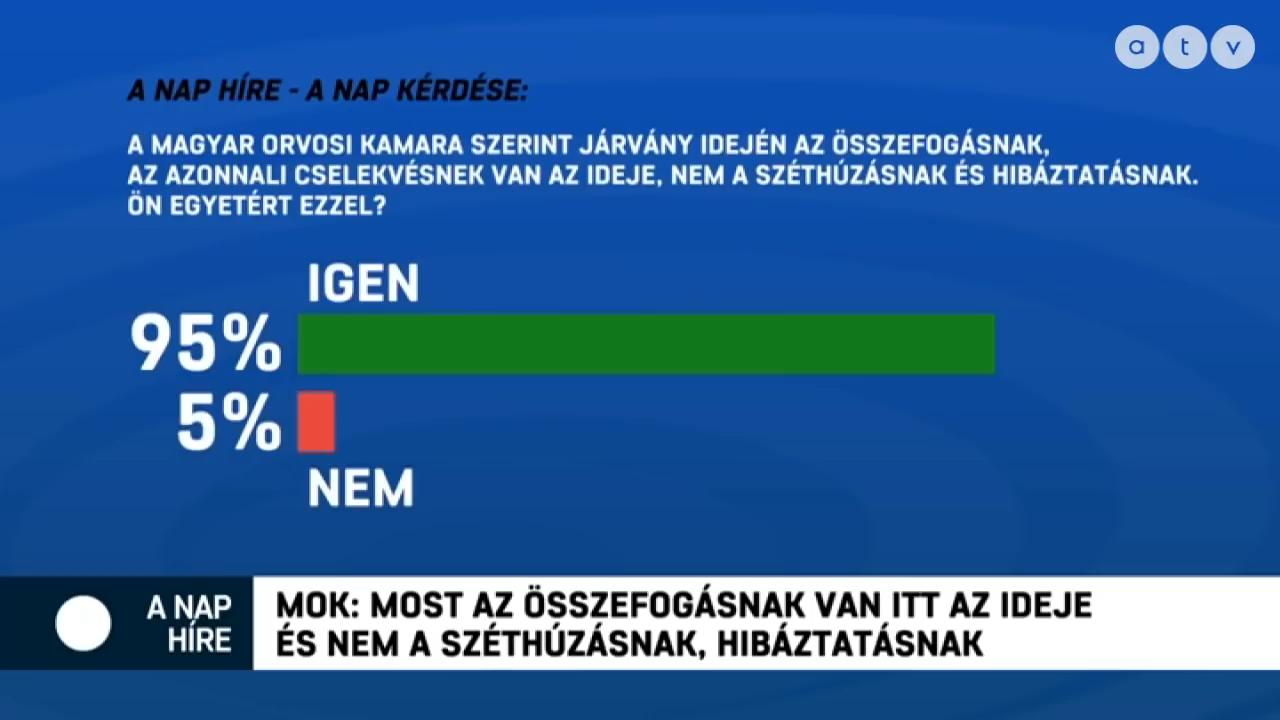 atv
A NAP HÍRE - A NAP KÉRDÉSE:
A MAGYAR ORVOSI KAMARA SZERINT JÁRVÁNY IDEJÉN AZ ÖSSZEFOGÁSNAK,
AZ AZONNALI CSELEKVÉSNEK VAN AZ IDEJE, NEM A SZÉTHÚZÁSNAK ÉS HIBÁZTATÁSNAK.
ÖN EGYETÉRT EZZEL?
IGEN
95%
5%
NEM
A NAP
HÍRE
MOK: MOST AZ ÖSSZEFOGÁSNAK VAN ITT AZ IDEJE
ÉS NEM A SZÉTHÚZÁSNAK, HIBÁZTATÁSNAK